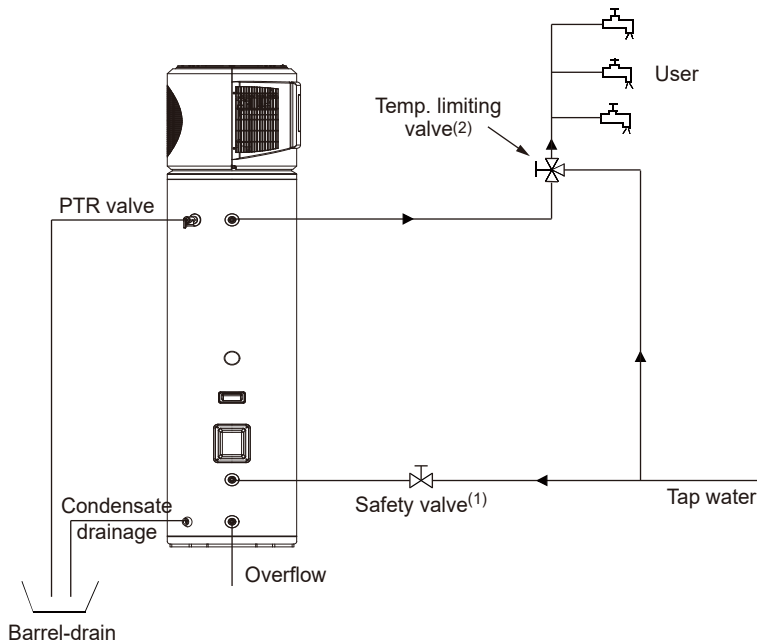 User
Temp. limiting
valve(2)
PTR valve
Safety valve(1)
Tap water
Condensate
drainage
Overflow
Barrel-drain